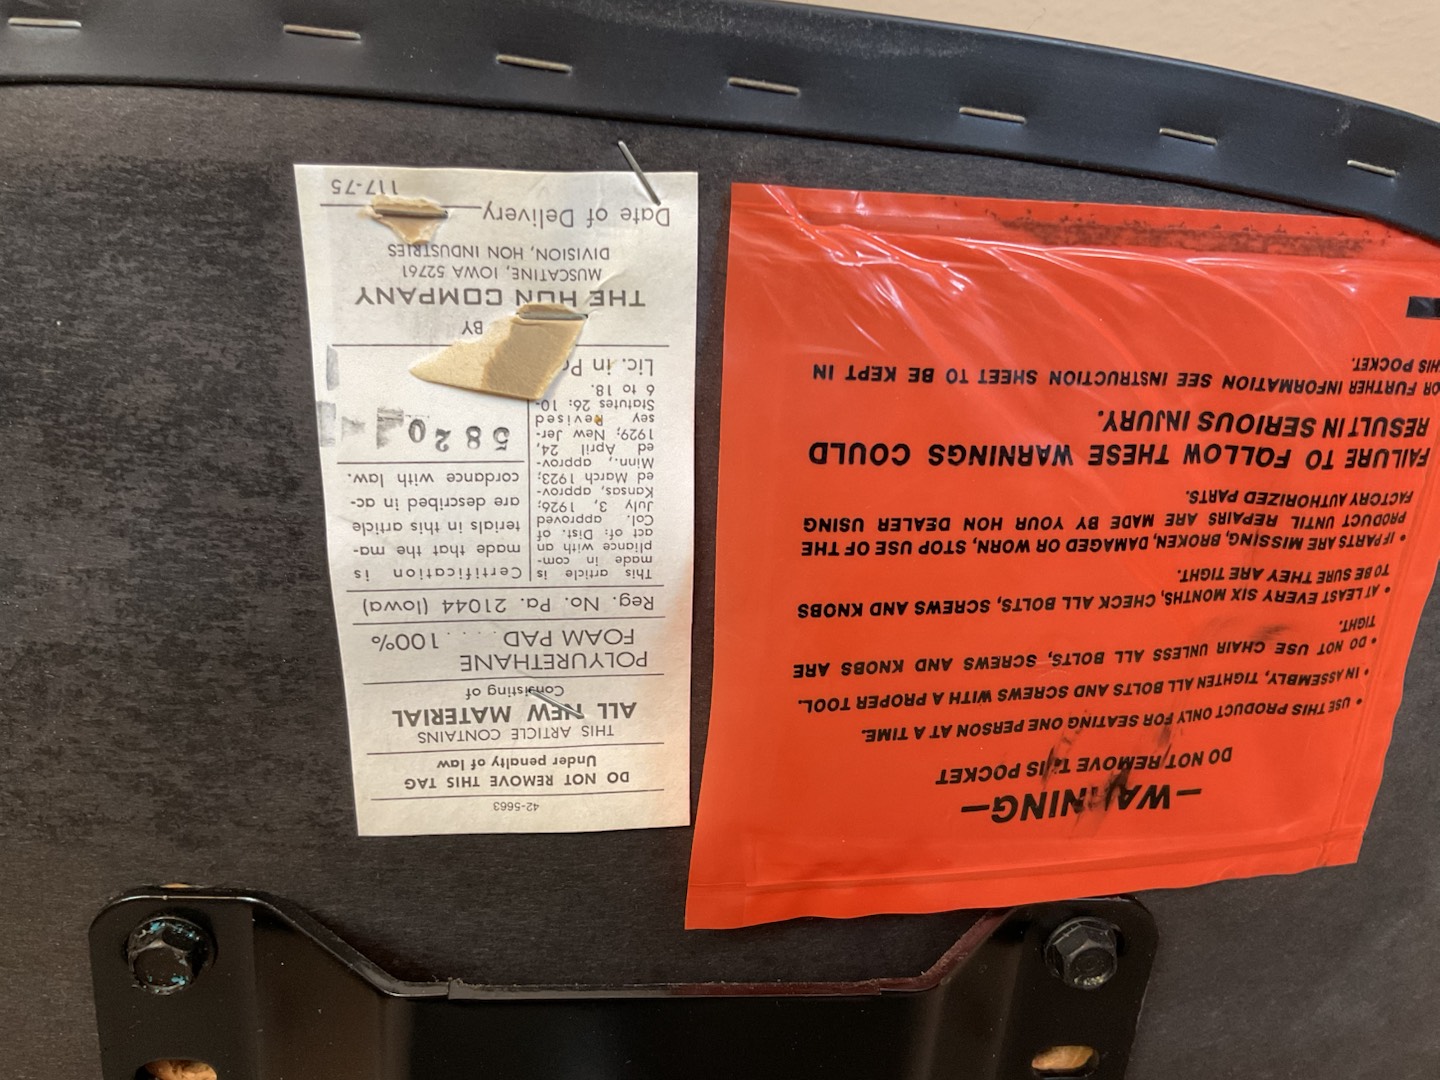 42-5663
DO NOT REMOVE THIS TAG
Under penalty of law
THIS ARTICLE CONTAINS
ALL NEW MATERIAL
Consisting of
POLYURETHANE
FOAM PAD..... 100%
Reg. No. Pa. 21044 (Iowa)
This article is
made in com-
pliance with an
act of: Dist. of
Col. approved
July 3, 1926;
Kansas, approv-
ed March 1923;
Minn., approv-
ed April 24,
1929; New Jer-
sey Revised
Statutes 26: 10-
6 to 18.
Lic. in
Certification is
made that the ma-
terials in this article
are described in ac-
cordance with law.
5820
BY
THE HON COMPANY
MUSCATINE, IOWA 52761
DIVISION, HON INDUSTRIES
Date of Delivery
117-75
—WARNING—
DO NOT REMOVE THIS POCKET
• USE THIS PRODUCT ONLY FOR SEATING ONE PERSON AT A TIME.
• IN ASSEMBLY, TIGHTEN ALL BOLTS AND SCREWS WITH A PROPER TOOL.
• DO NOT USE CHAIR UNLESS ALL BOLTS, SCREWS AND KNOBS ARE
TIGHT.
• AT LEAST EVERY SIX MONTHS, CHECK ALL BOLTS, SCREWS AND KNOBS
TO BE SURE THEY ARE TIGHT.
• IF PARTS ARE MISSING, BROKEN, DAMAGED OR WORN, STOP USE OF THE
PRODUCT UNTIL REPAIRS ARE MADE BY YOUR HON DEALER USING
FACTORY AUTHORIZED PARTS.
FAILURE TO FOLLOW THESE WARNINGS COULD
RESULT IN SERIOUS INJURY.
FOR FURTHER INFORMATION SEE INSTRUCTION SHEET TO BE KEPT IN
THIS POCKET.